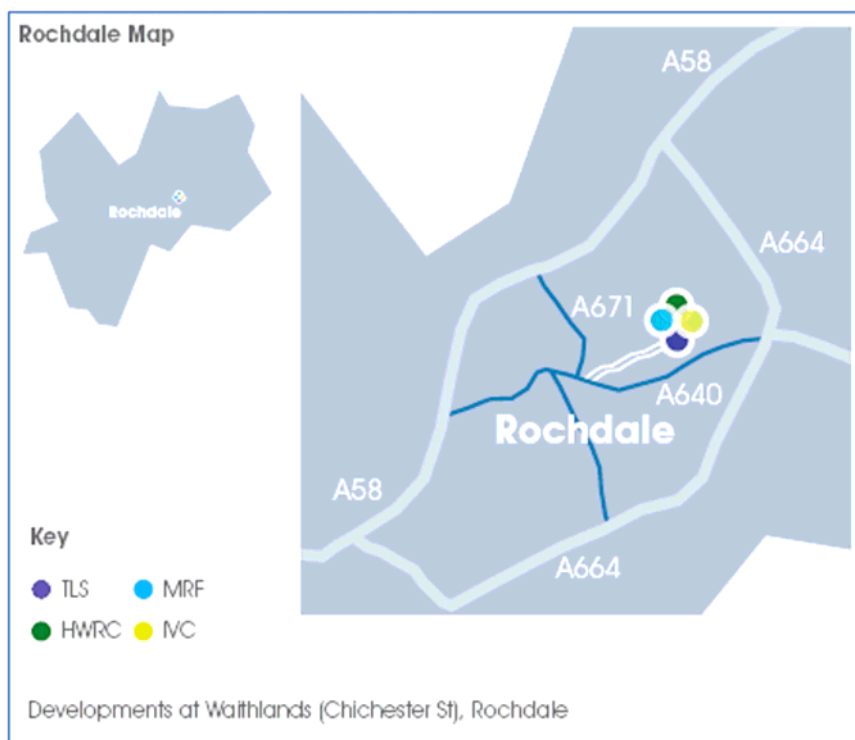 Rochdale Map
Rochdale
A58
A664
A671
A640
Rochdale
A58
A664
Key
TLS
MRF
HWRC
IVC
Developments at Waithlands (Chichester St), Rochdale